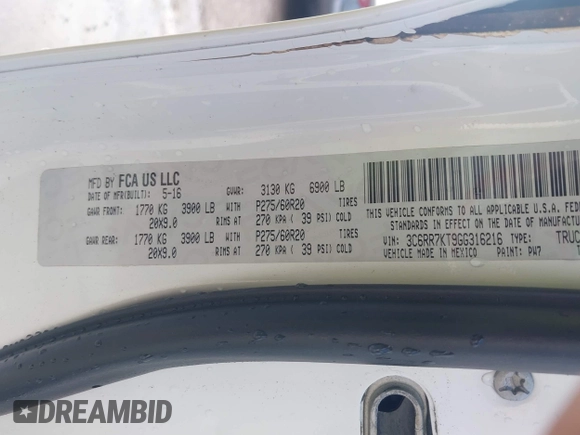 MFD BY FCA US LLC
DATE OF MFR(BUILT): 5-16 GVWR: 3130 KG 6900 LB
GAWR FRONT: 1770 KG 3900 LB WITH P275/60R20 TIRES
20X9.0 RIMS AT 270 KPA ( 39 PSI) COLD
GAWR REAR: 1770 KG 3900 LB WITH P275/60R20 TIRES
20X9.0 RIMS AT 270 KPA ( 39 PSI) COLD
THIS VEHICLE CONFORMS TO ALL APPLICABLE U.S.A. FEDE
STANDARDS IN EFFECT ON THE DATE OF MANUFACTURE
VIN: 3C6RR7KT9GG316216 TYPE: TRUC
VEHICLE MADE IN MEXICO PAINT: PW7
DREAMBID